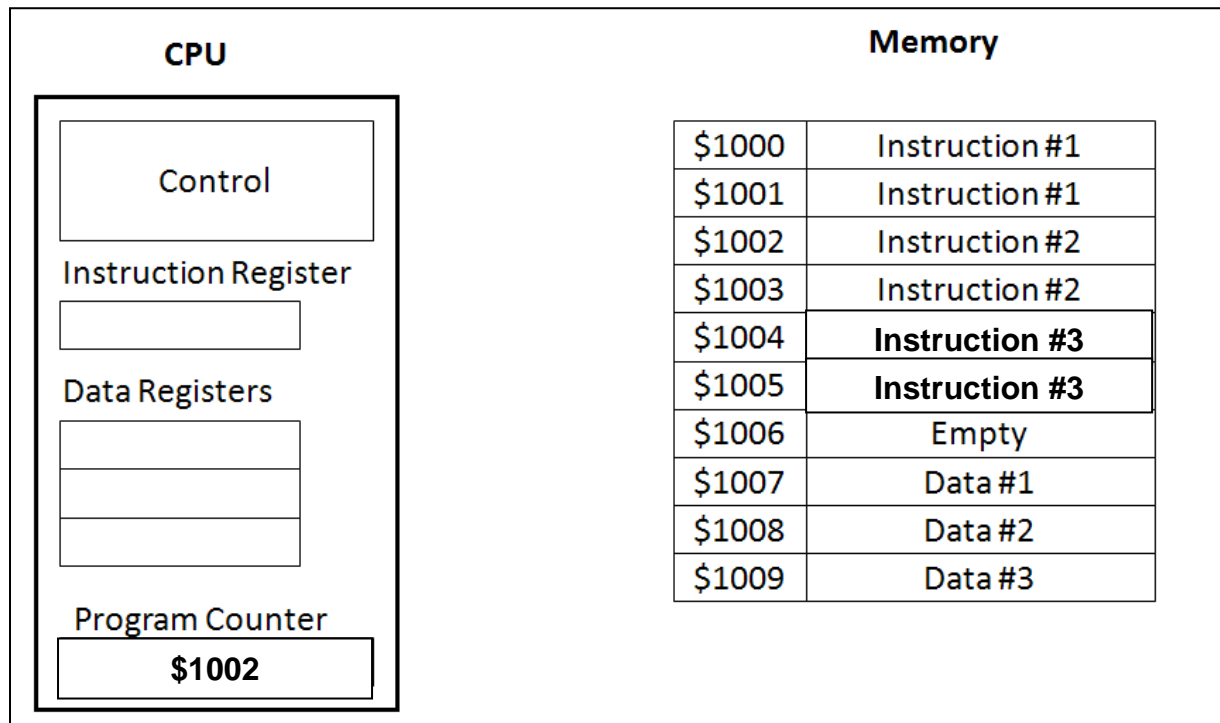 CPU
Control
Instruction Register
Data Registers
Program Counter
$1002
Memory
$1000 Instruction #1
$1001 Instruction #1
$1002 Instruction #2
$1003 Instruction #2
$1004 Instruction #3
$1005 Instruction #3
$1006 Empty
$1007 Data #1
$1008 Data #2
$1009 Data #3